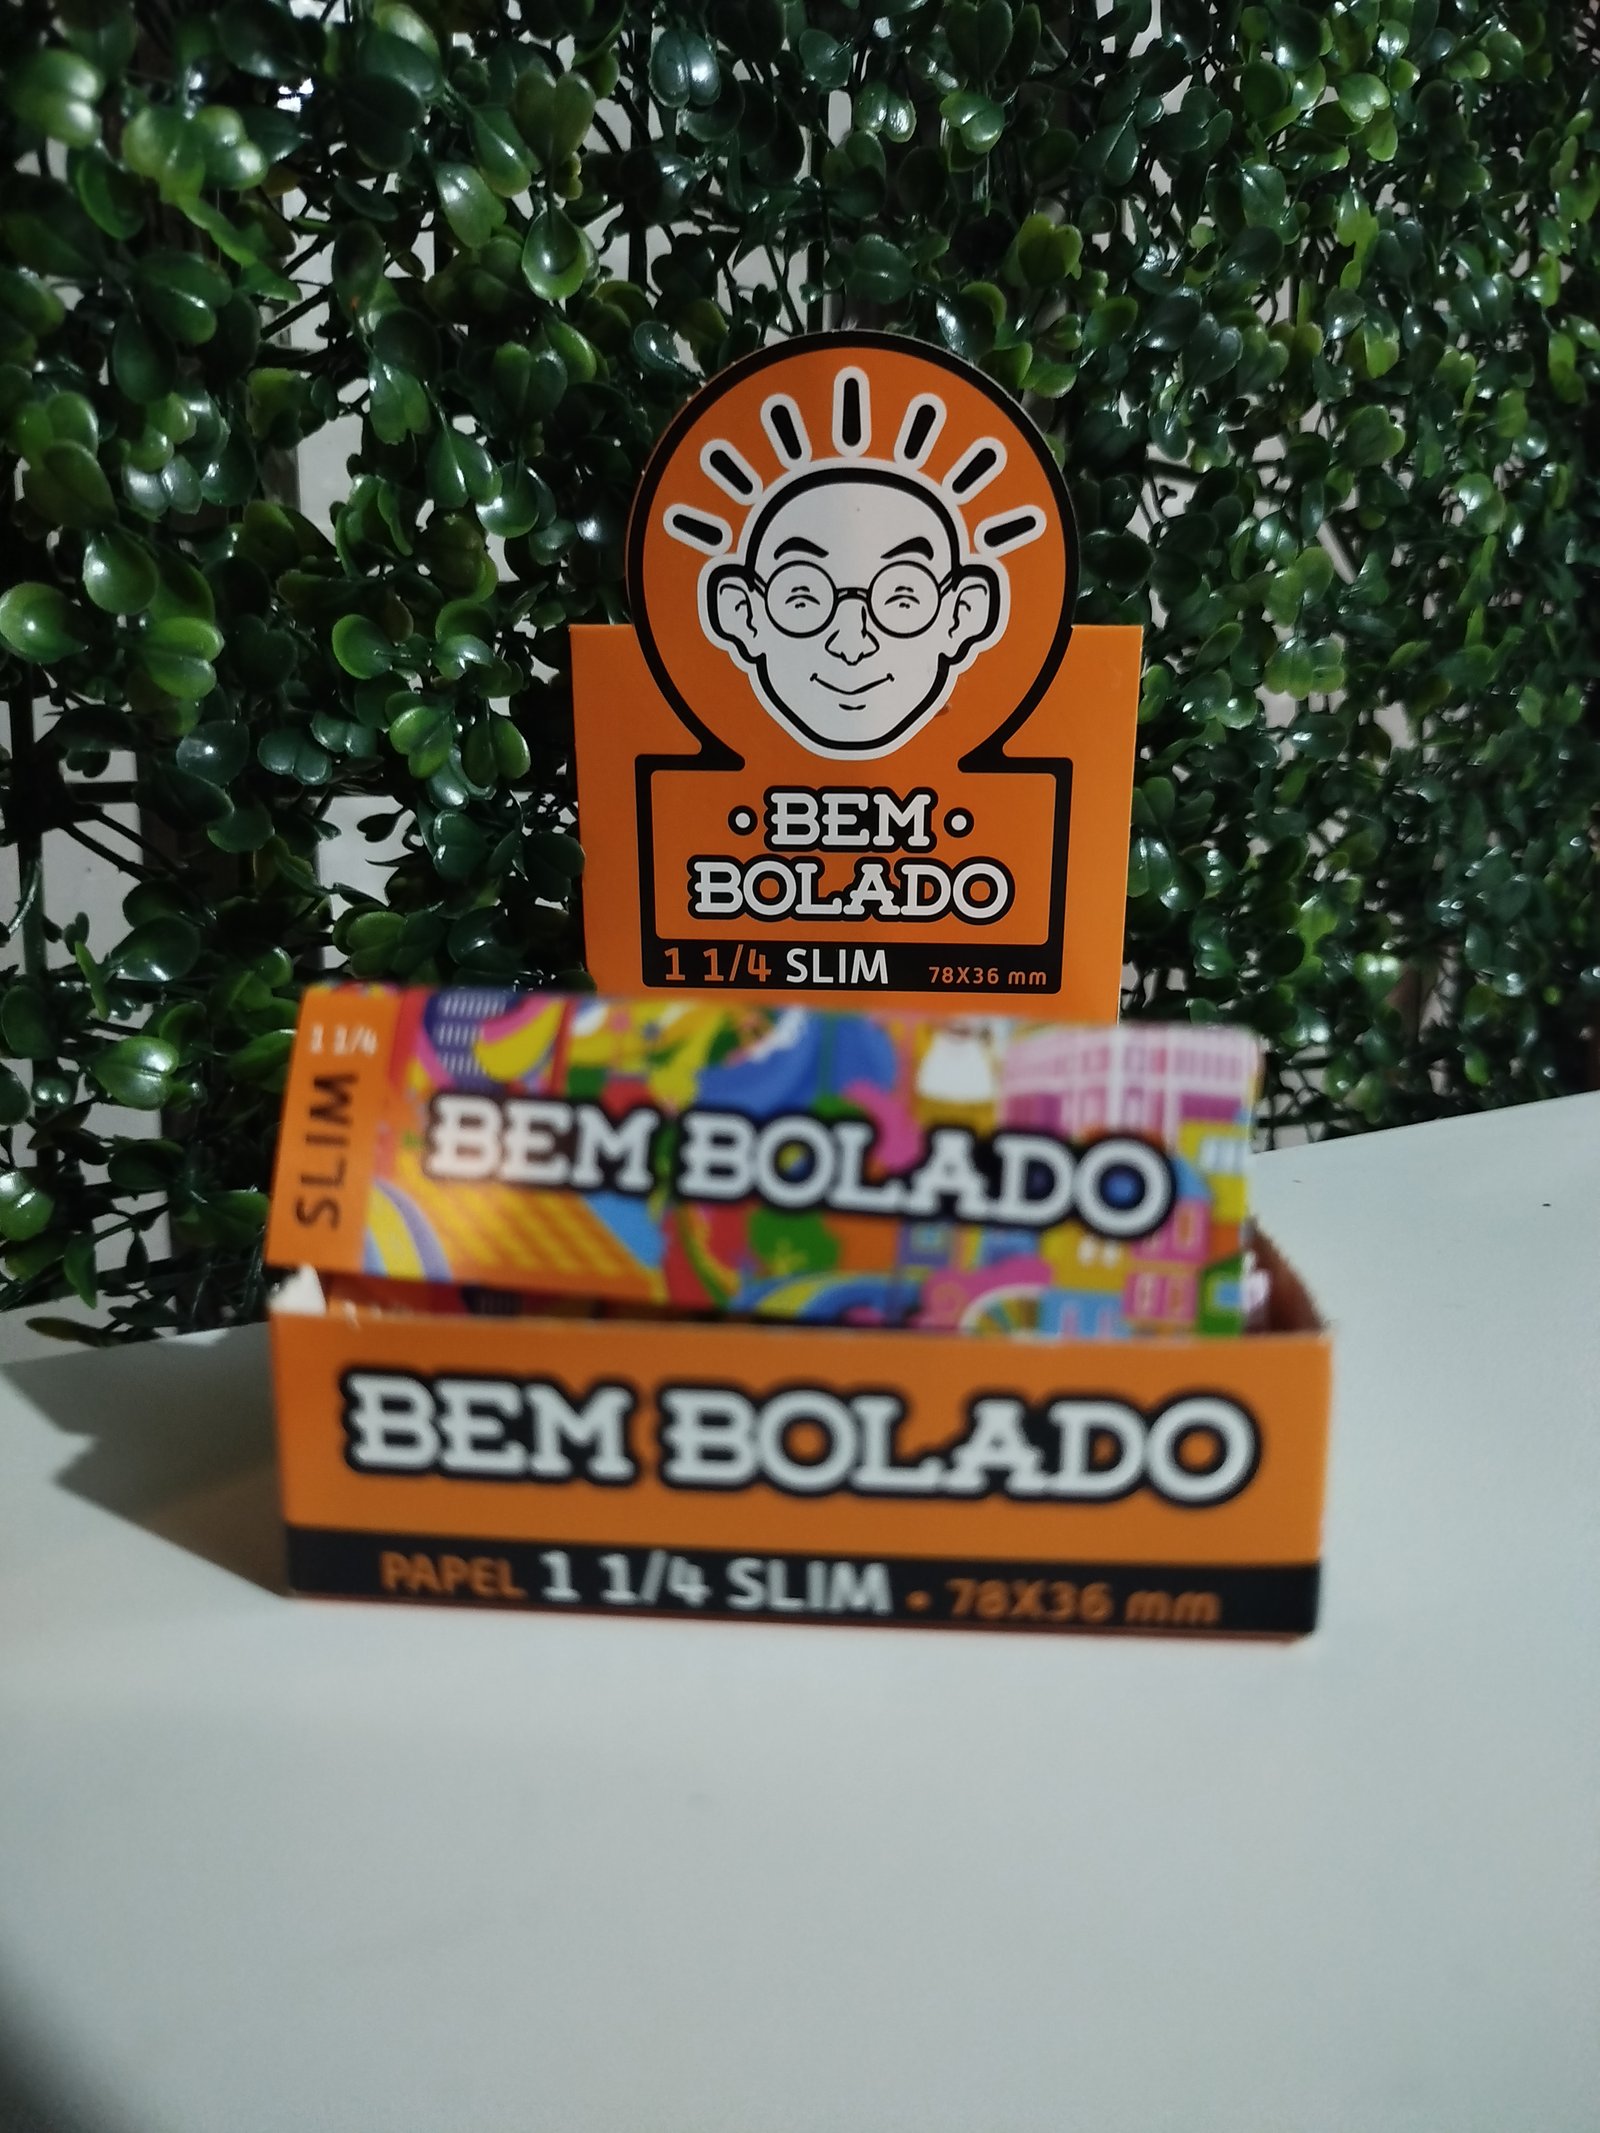 • BEM •
BOLADO
1 1/4 SLIM 78X36 mm
1 1/4
SLIM
BEM BOLADO
BEM BOLADO
PAPEL 1 1/4 SLIM • 78X36 mm